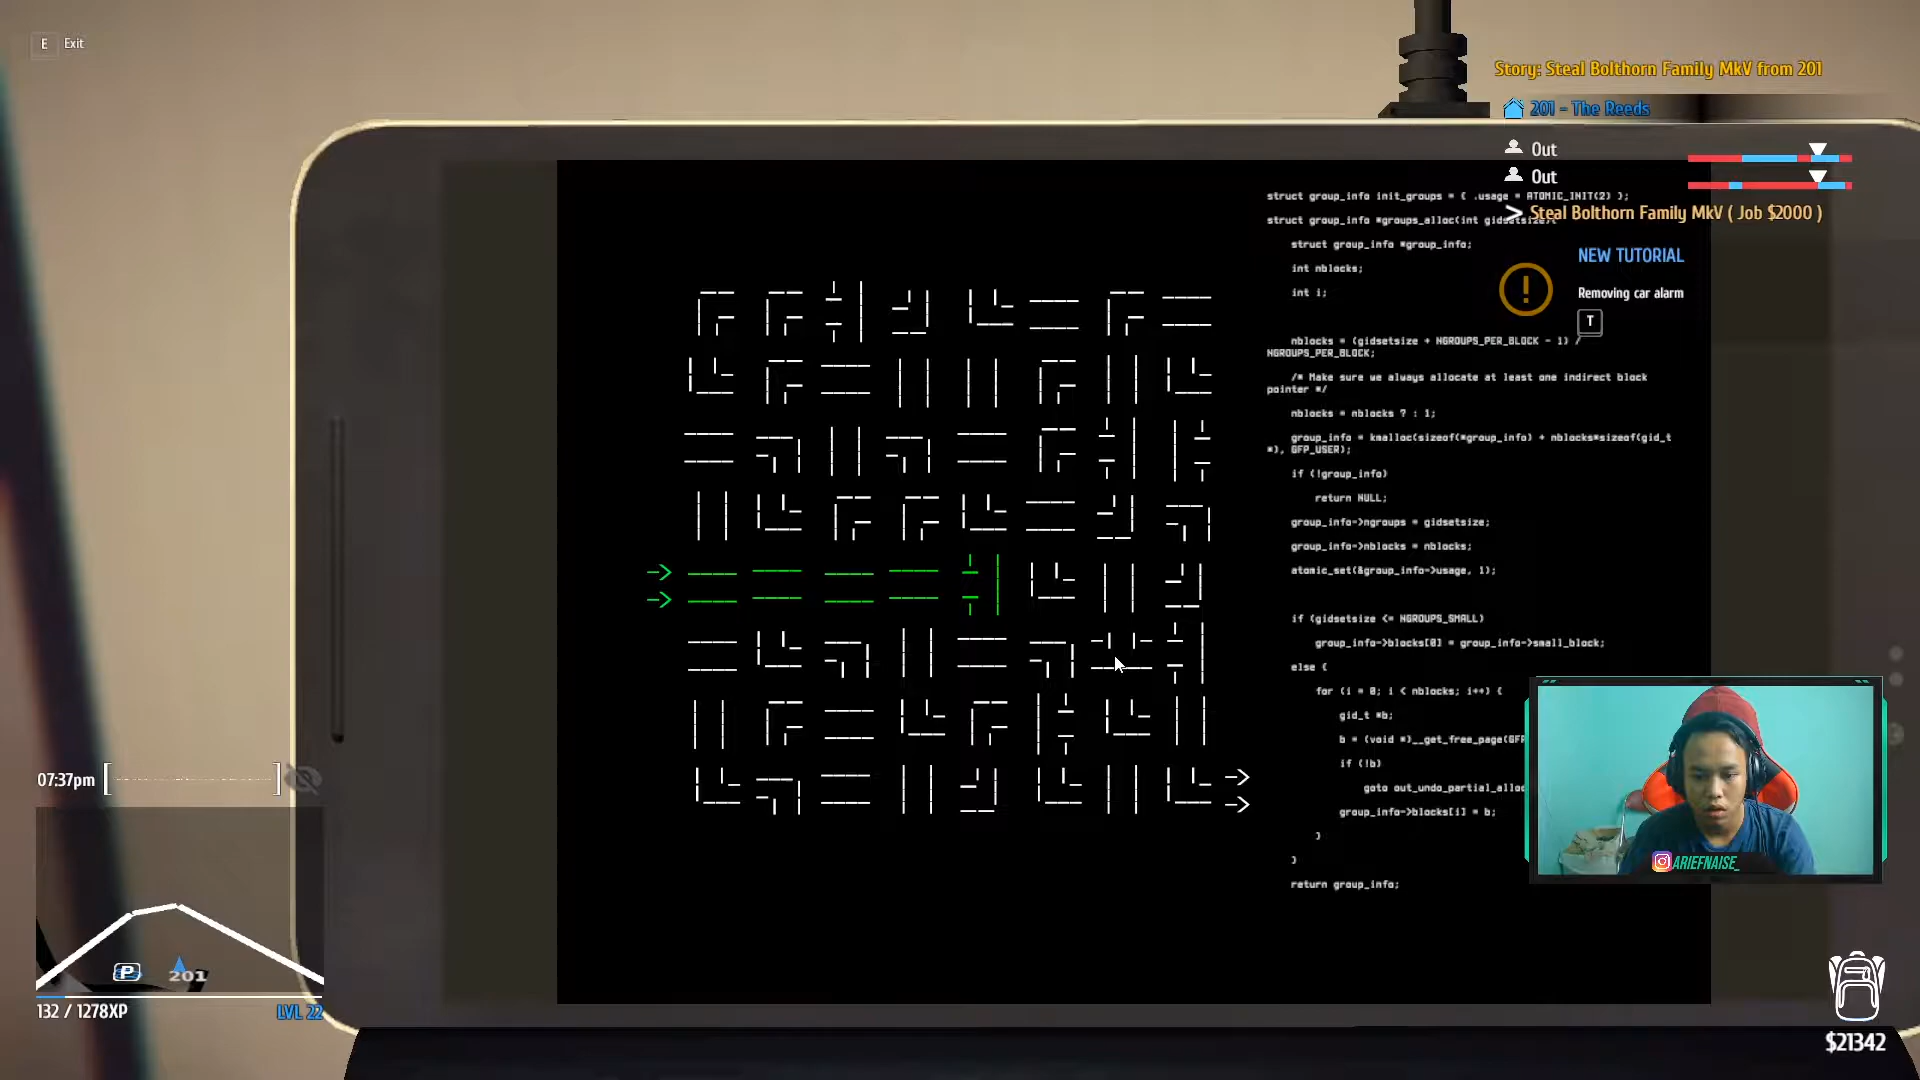 E Exit
Story: Steal Bolthorn Family MkV from 201
201 - The Reeds
Out
Out
> Steal Bolthorn Family MkV ( Job $2000 )
NEW TUTORIAL
Removing car alarm
T
struct group_info init_groups = { .usage = ATOMIC_INIT(2) };
struct group_info *groups_alloc(int gidsetsize){
struct group_info *group_info;
int nblocks;
int i;
nblocks = (gidsetsize + NGROUPS_PER_BLOCK - 1) /
NGROUPS_PER_BLOCK;
/* Make sure we always allocate at least one indirect block
pointer */
nblocks = nblocks ? : 1;
group_info = kmalloc(sizeof(*group_info) + nblocks*sizeof(gid_t
*), GFP_USER);
if (!group_info)
return NULL;
group_info->ngroups = gidsetsize;
group_info->nblocks = nblocks;
atomic_set(&group_info->usage, 1);
if (gidsetsize <= NGROUPS_SMALL)
group_info->blocks[0] = group_info->small_block;
else {
for (i = 0; i < nblocks; i++) {
gid_t *b;
b = (void *)__get_free_page(GFP
if (!b)
goto out_undo_partial_alloc
group_info->blocks[i] = b;
}
}
return group_info;
07:37pm
P
201
132 / 1278XP
LVL 22
ARIEFNAISE_
$21342